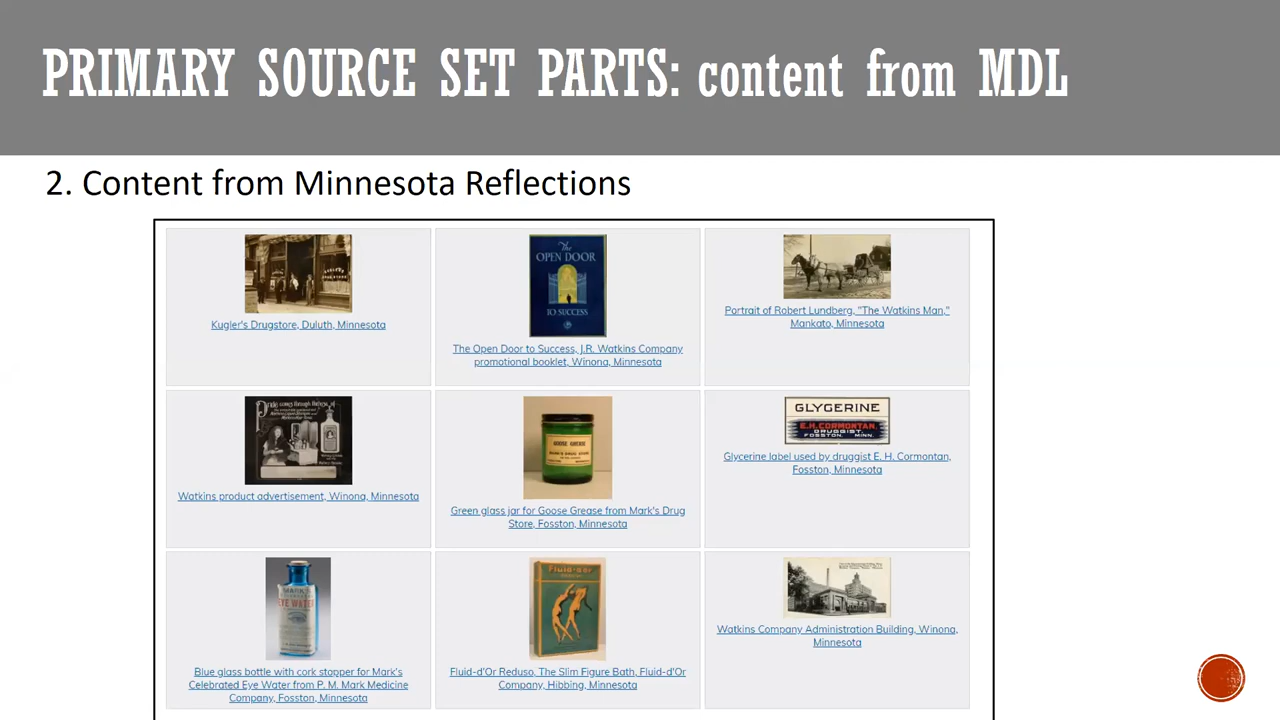 PRIMARY SOURCE SET PARTS: content from MDL
2. Content from Minnesota Reflections
Kugler's Drugstore, Duluth, Minnesota
The
OPEN DOOR
TO SUCCESS
The Open Door to Success, J.R. Watkins Company
promotional booklet, Winona, Minnesota
Portrait of Robert Lundberg, "The Watkins Man,"
Mankato, Minnesota
Watkins product advertisement, Winona, Minnesota
GOOSE GREASE
Green glass jar for Goose Grease from Mark's Drug
Store, Fosston, Minnesota
GLYGERINE
E.H. CORMONTAN,
DRUGGIST.
FOSSTON, MINN.
Glycerine label used by druggist E. H. Cormontan,
Fosston, Minnesota
MARK'S
EYE WATER
Blue glass bottle with cork stopper for Mark's
Celebrated Eye Water from P. M. Mark Medicine
Company, Fosston, Minnesota
Fluid-dor
Fluid-d'Or Reduso, The Slim Figure Bath, Fluid-d'Or
Company, Hibbing, Minnesota
Watkins Company Administration Building, Winona,
Minnesota